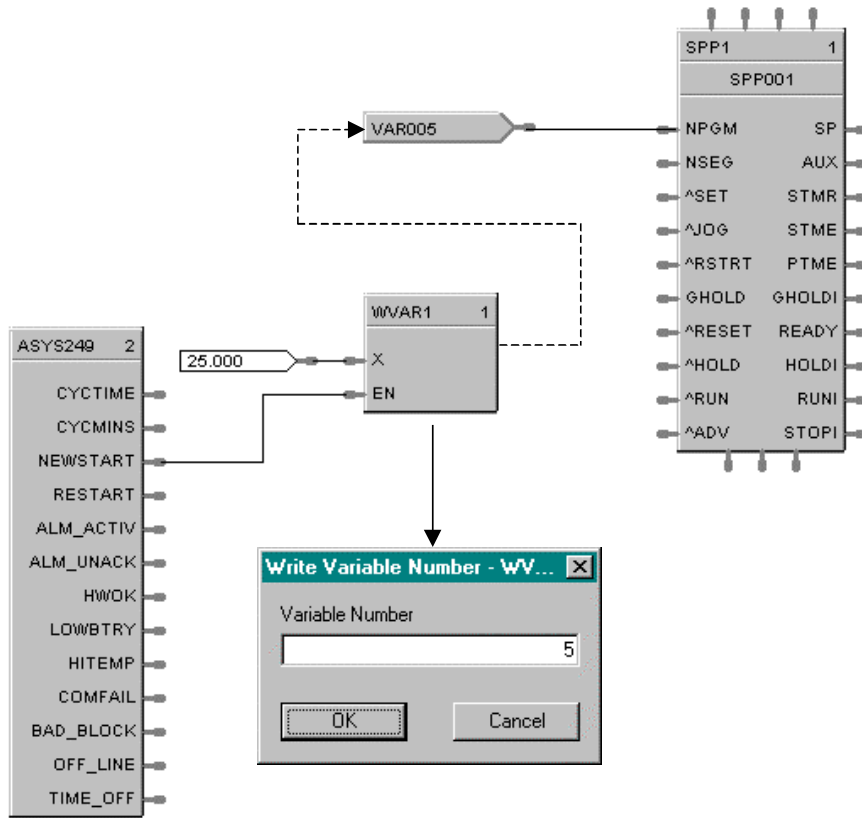 SPP1 1
SPP001
NPGM SP
NSEG AUX
^SET STMR
^JOG STME
^RSTRT PTME
GHOLD GHOLDI
^RESET READY
^HOLD HOLDI
^RUN RUNI
^ADV STOPI
VAR005
WVAR1 1
X
EN
25.000
ASYS249 2
CYCTIME
CYCMINS
NEWSTART
RESTART
ALM_ACTIV
ALM_UNACK
HWOK
LOWBTRY
HITEMP
COMFAIL
BAD_BLOCK
OFF_LINE
TIME_OFF
Write Variable Number - WV...
Variable Number
5
OK Cancel